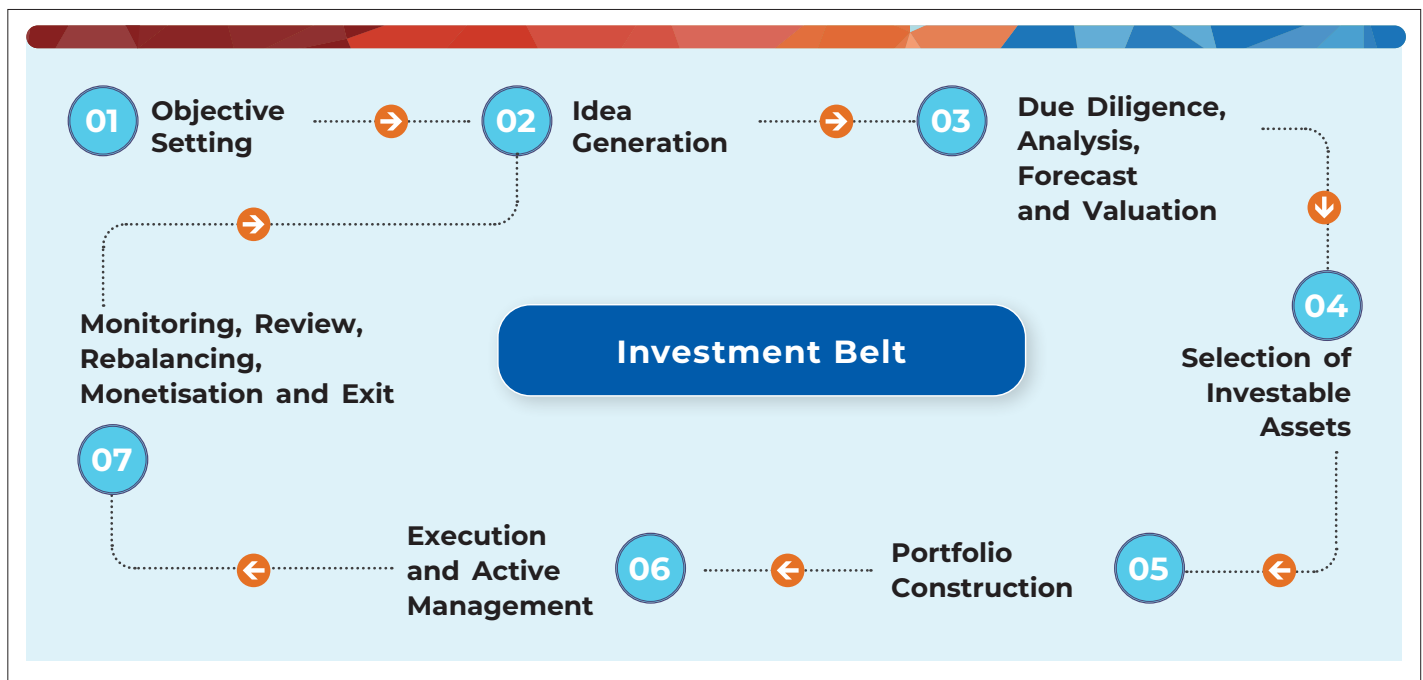 01
Objective
Setting
02
Idea
Generation
03
Due Diligence,
Analysis,
Forecast
and Valuation
04
Selection of
Investable
Assets
05
Portfolio
Construction
06
Execution
and Active
Management
07
Monitoring, Review,
Rebalancing,
Monetisation and Exit
Investment Belt